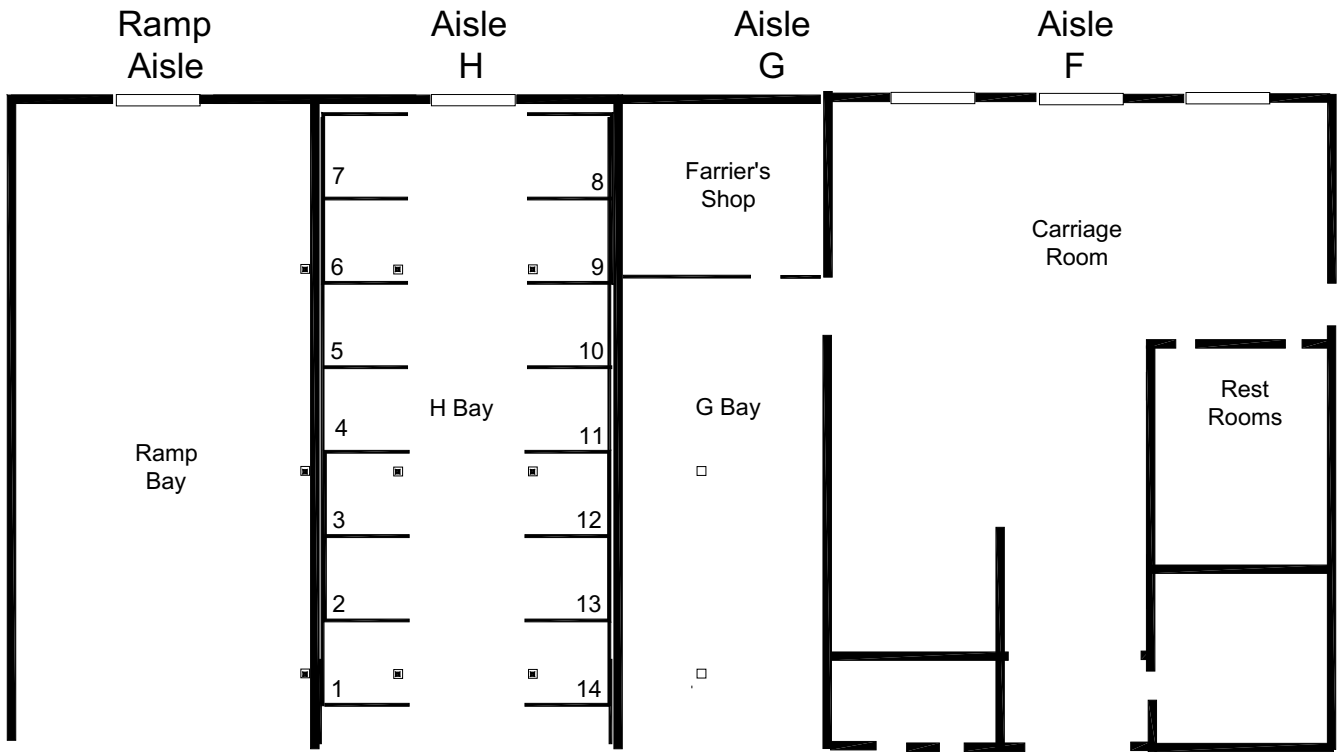 Ramp
Aisle
Aisle
H
Aisle
G
Aisle
F
7
8
Farrier's
Shop
Carriage
Room
6
9
5
10
Rest
Rooms
H Bay
G Bay
4
11
Ramp
Bay
3
12
2
13
1
14